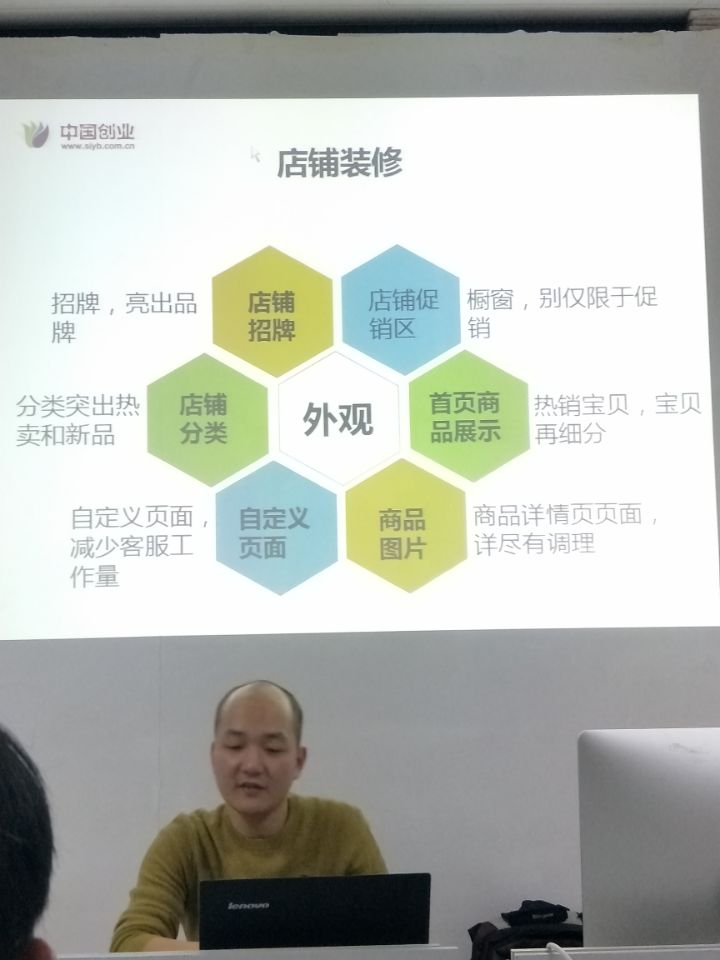 中国创业
www.siyb.com.cn
店铺装修
招牌，亮出品
牌
店铺
招牌
店铺促
销区
橱窗，别仅限于促
销
分类突出热
卖和新品
店铺
分类
外观
首页商
品展示
热销宝贝，宝贝
再细分
自定义页面，
减少客服工
作量
自定义
页面
商品
图片
商品详情页页面，
详尽有调理
lenovo